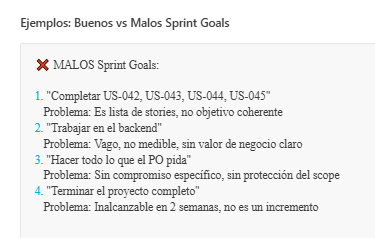 Ejemplos: Buenos vs Malos Sprint Goals
❌ MALOS Sprint Goals:
1. "Completar US-042, US-043, US-044, US-045"
Problema: Es lista de stories, no objetivo coherente
2. "Trabajar en el backend"
Problema: Vago, no medible, sin valor de negocio claro
3. "Hacer todo lo que el PO pida"
Problema: Sin compromiso específico, sin protección del scope
4. "Terminar el proyecto completo"
Problema: Inalcanzable en 2 semanas, no es un incremento